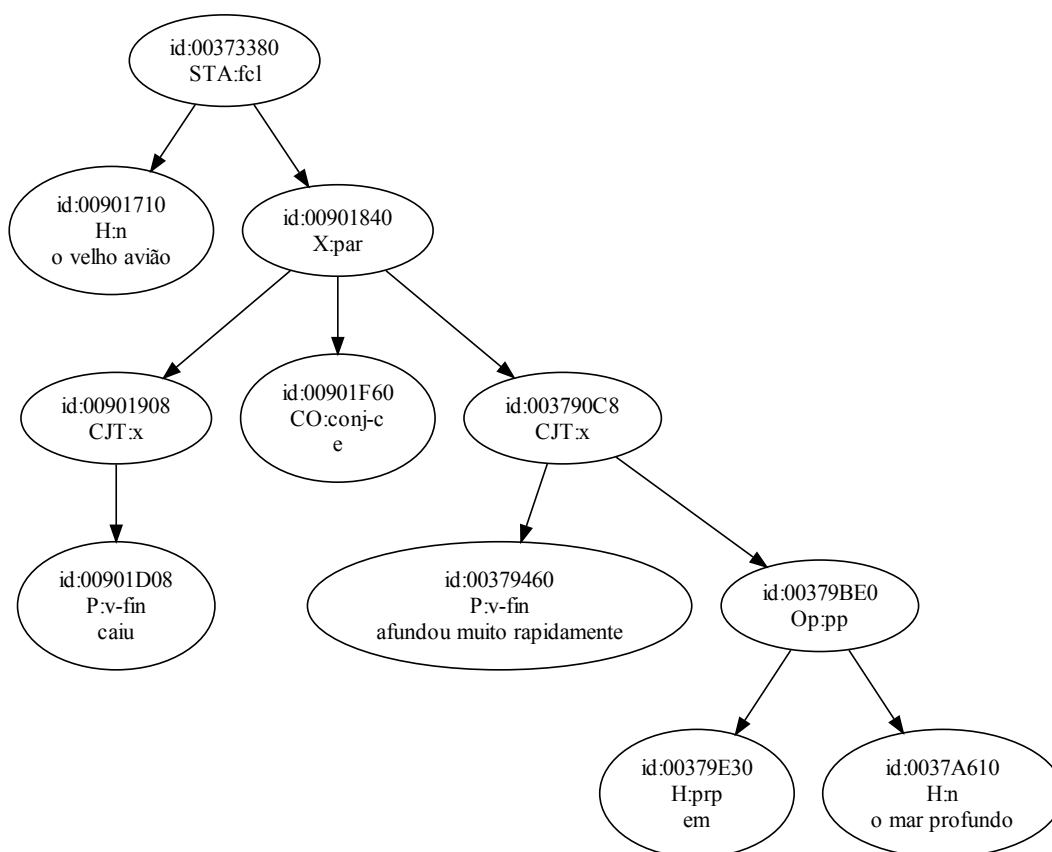 id:00373380
STA:fcl
id:00901710
H:n
o velho avião
id:00901840
X:par
id:00901908
CJT:x
id:00901F60
CO:conj-c
e
id:003790C8
CJT:x
id:00901D08
P:v-fin
caiu
id:00379460
P:v-fin
afundou muito rapidamente
id:00379BE0
Op:pp
id:00379E30
H:prp
em
id:0037A610
H:n
o mar profundo